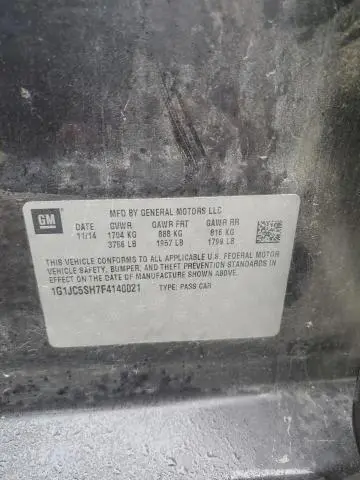 GM
MFD BY GENERAL MOTORS LLC
DATE GVWR GAWR FRT GAWR RR
11/14 1704 KG 888 KG 816 KG
3756 LB 1957 LB 1799 LB
THIS VEHICLE CONFORMS TO ALL APPLICABLE U.S. FEDERAL MOTOR
VEHICLE SAFETY, BUMPER, AND THEFT PREVENTION STANDARDS
IN EFFECT ON THE DATE OF MANUFACTURE SHOWN ABOVE.
1G1JC5SH7F4140021 TYPE: PASS CAR